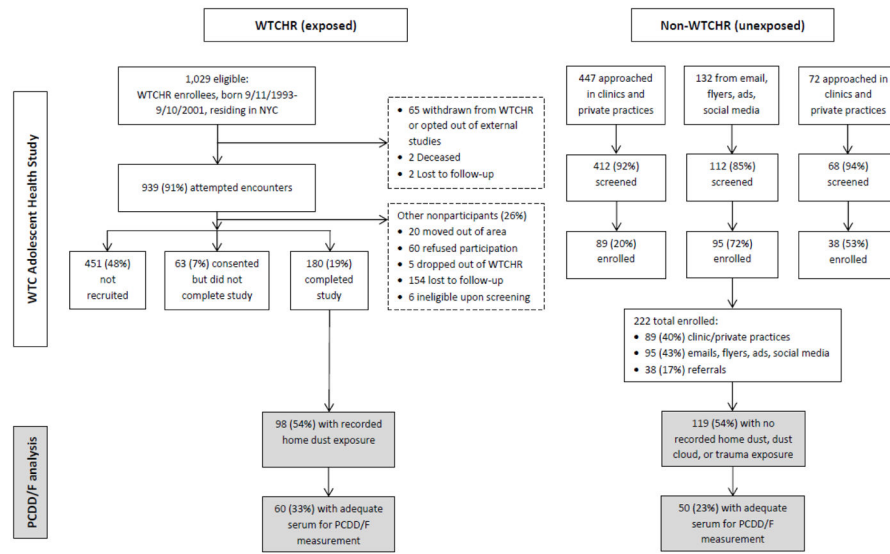 WTCHR (exposed)
Non-WTCHR (unexposed)
WTC Adolescent Health Study
1,029 eligible:
WTCHR enrollees, born 9/11/1993-
9/10/2001, residing in NYC
• 65 withdrawn from WTCHR
or opted out of external
studies
• 2 Deceased
• 2 Lost to follow-up
939 (91%) attempted encounters
Other nonparticipants (26%)
• 20 moved out of area
• 60 refused participation
• 5 dropped out of WTCHR
• 154 lost to follow-up
• 6 ineligible upon screening
451 (48%)
not
recruited
63 (7%) consented
but did not
complete study
180 (19%)
completed
study
447 approached
in clinics and
private practices
132 from email,
flyers, ads,
social media
72 approached in
clinics and
private practices
412 (92%)
screened
112 (85%)
screened
68 (94%)
screened
89 (20%)
enrolled
95 (72%)
enrolled
38 (53%)
enrolled
222 total enrolled:
• 89 (40%) clinic/private practices
• 95 (43%) emails, flyers, ads, social media
• 38 (17%) referrals
PCDD/F analysis
98 (54%) with recorded
home dust exposure
119 (54%) with no
recorded home dust, dust
cloud, or trauma exposure
60 (33%) with adequate
serum for PCDD/F
measurement
50 (23%) with adequate
serum for PCDD/F
measurement